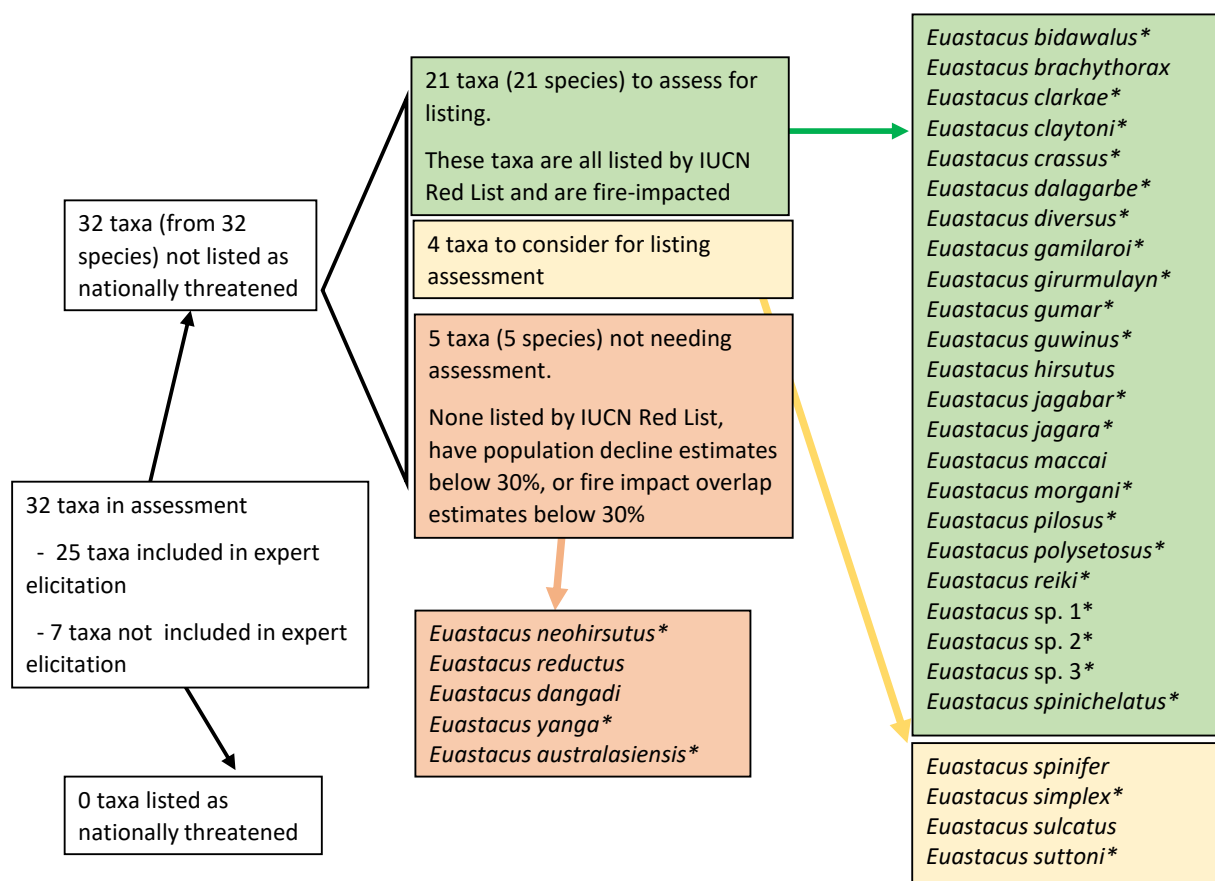 32 taxa in assessment
- 25 taxa included in expert
elicitation
- 7 taxa not included in expert
elicitation
32 taxa (from 32
species) not listed as
nationally threatened
0 taxa listed as
nationally threatened
21 taxa (21 species) to assess for
listing.
These taxa are all listed by IUCN
Red List and are fire-impacted
4 taxa to consider for listing
assessment
5 taxa (5 species) not needing
assessment.
None listed by IUCN Red List,
have population decline estimates
below 30%, or fire impact overlap
estimates below 30%
Euastacus neohirsutus*
Euastacus reductus
Euastacus dangadi
Euastacus yanga*
Euastacus australasiensis*
Euastacus bidawalus*
Euastacus brachythorax
Euastacus clarkae*
Euastacus claytoni*
Euastacus crassus*
Euastacus dalagarbe*
Euastacus diversus*
Euastacus gamilaroi*
Euastacus girurmulayn*
Euastacus gumar*
Euastacus guwinus*
Euastacus hirsutus
Euastacus jagabar*
Euastacus jagara*
Euastacus maccai
Euastacus morgani*
Euastacus pilosus*
Euastacus polysetosus*
Euastacus reiki*
Euastacus sp. 1*
Euastacus sp. 2*
Euastacus sp. 3*
Euastacus spinichelatus*
Euastacus spinifer
Euastacus simplex*
Euastacus sulcatus
Euastacus suttoni*